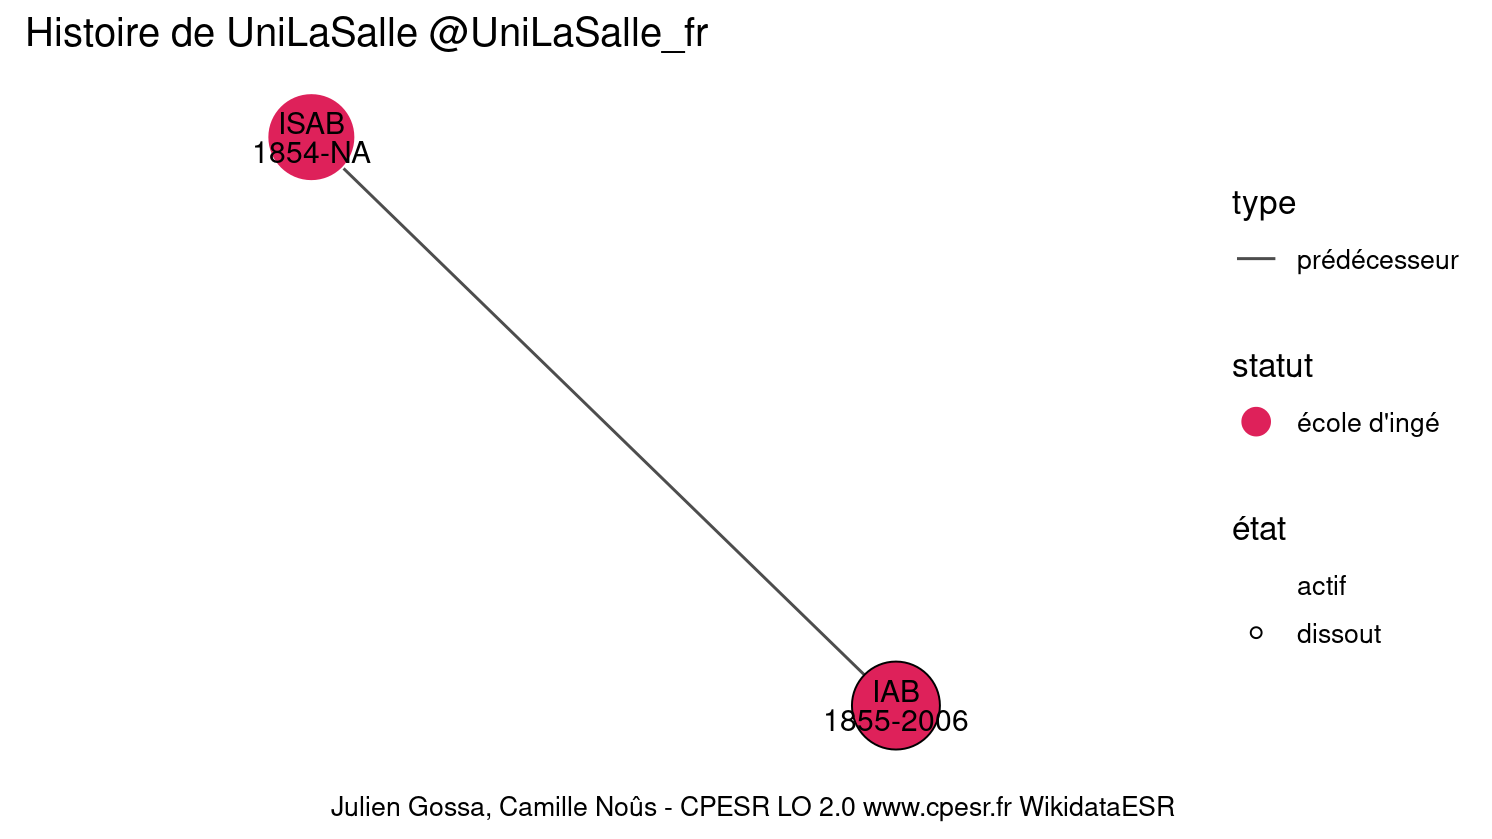 Histoire de UniLaSalle @UniLaSalle_fr
ISAB
1854-NA
type
prédécesseur
statut
école d'ingé
état
actif
dissout
IAB
1855-2006
Julien Gossa, Camille Noûs - CPESR LO 2.0 www.cpesr.fr WikidataESR